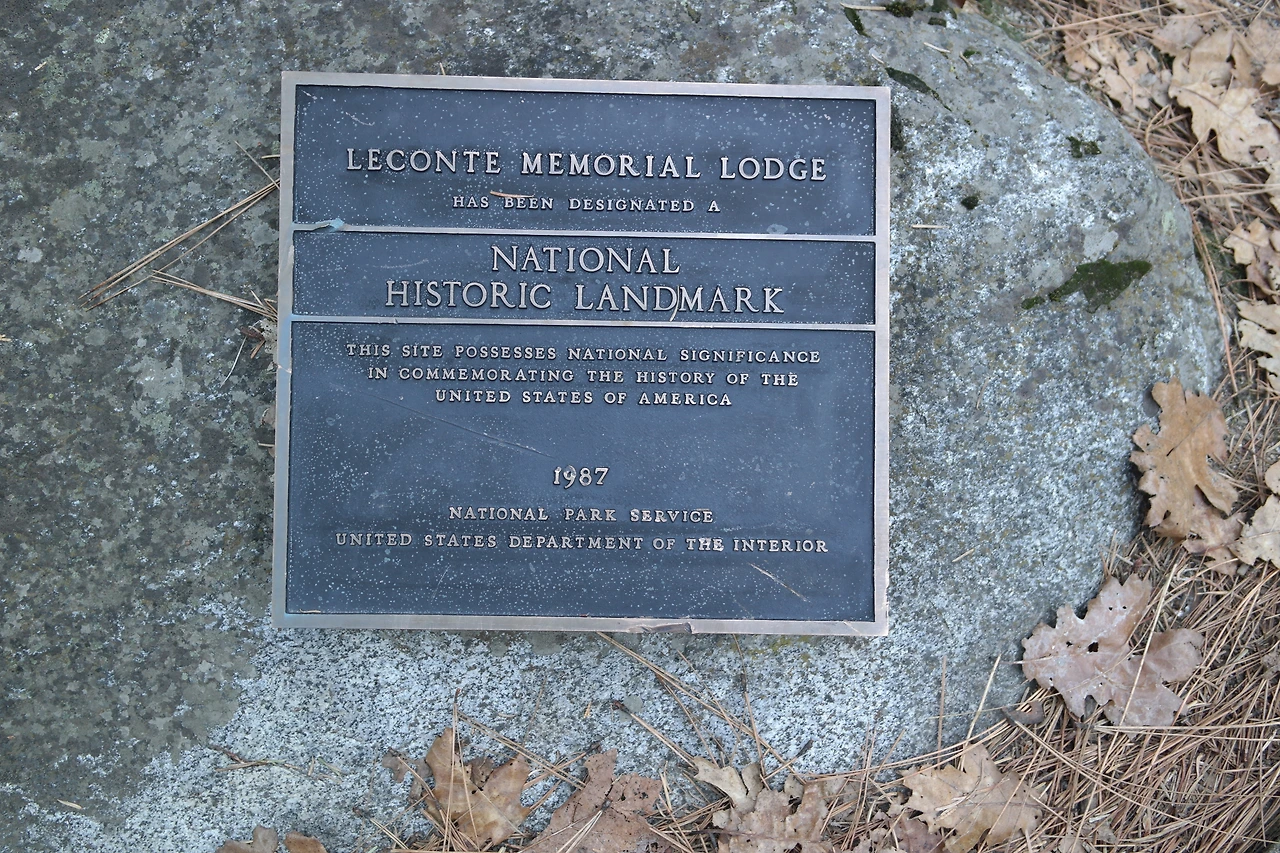 LECONTE MEMORIAL LODGE
HAS BEEN DESIGNATED A
NATIONAL
HISTORIC LANDMARK
THIS SITE POSSESSES NATIONAL SIGNIFICANCE
IN COMMEMORATING THE HISTORY OF THE
UNITED STATES OF AMERICA
1987
NATIONAL PARK SERVICE
UNITED STATES DEPARTMENT OF THE INTERIOR